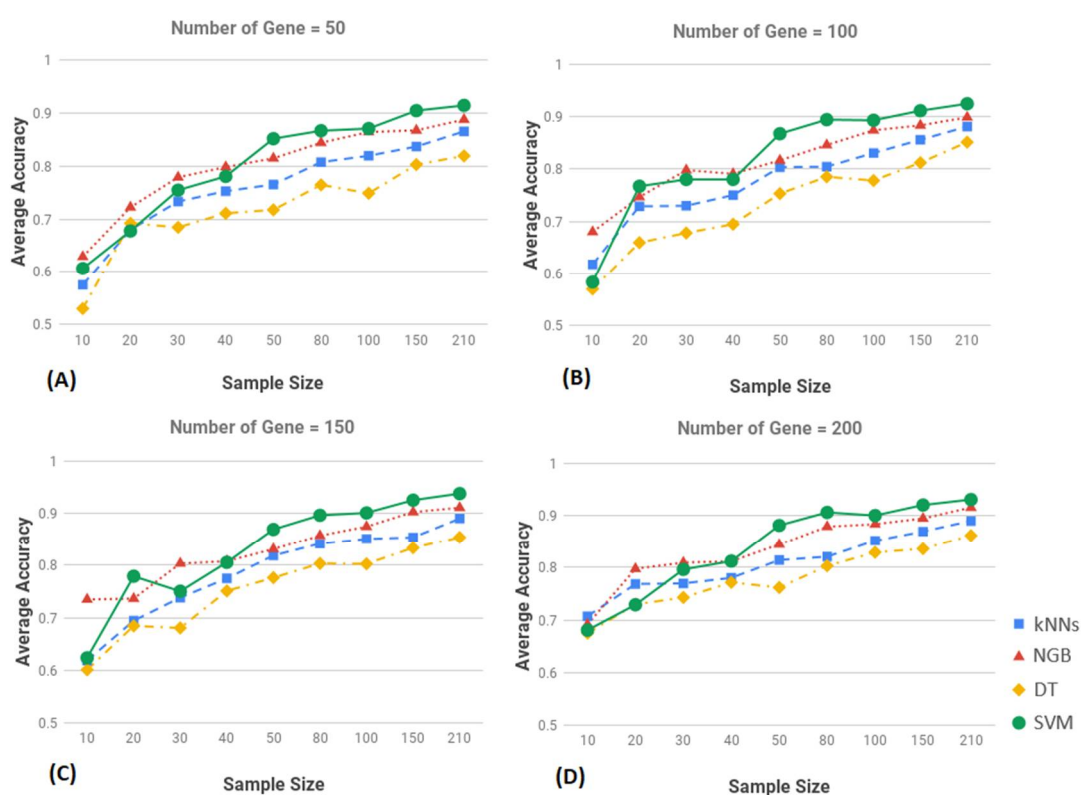 Number of Gene = 50
Average Accuracy
1
0.9
0.8
0.7
0.6
0.5
10 20 30 40 50 80 100 150 210
(A)
Sample Size
Number of Gene = 100
Average Accuracy
1
0.9
0.8
0.7
0.6
0.5
10 20 30 40 50 80 100 150 210
(B)
Sample Size
Number of Gene = 150
Average Accuracy
1
0.9
0.8
0.7
0.6
0.5
10 20 30 40 50 80 100 150 210
(C)
Sample Size
Number of Gene = 200
Average Accuracy
1
0.9
0.8
0.7
0.6
0.5
10 20 30 40 50 80 100 150 210
(D)
Sample Size
kNNs
NGB
DT
SVM